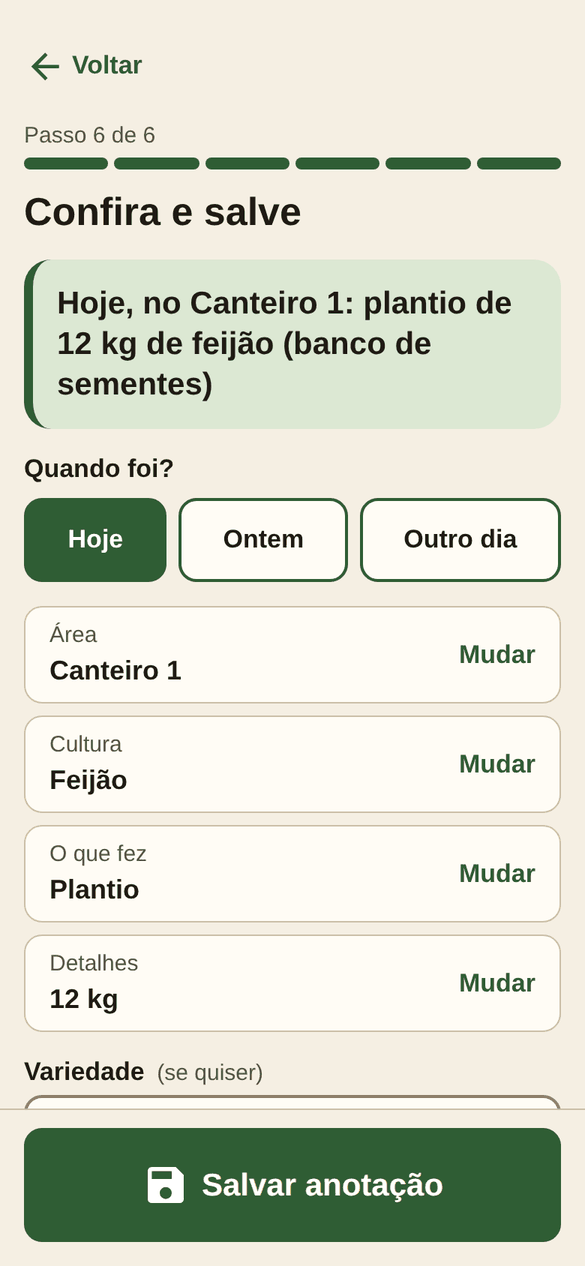 Voltar
Passo 6 de 6
Confira e salve
Hoje, no Canteiro 1: plantio de
12 kg de feijão (banco de
sementes)
Quando foi?
Hoje
Ontem
Outro dia
Área
Canteiro 1
Mudar
Cultura
Feijão
Mudar
O que fez
Plantio
Mudar
Detalhes
12 kg
Mudar
Variedade (se quiser)
Salvar anotação